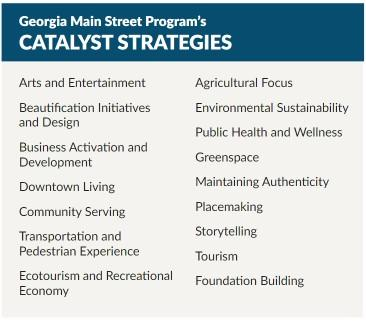 Georgia Main Street Program's
CATALYST STRATEGIES
Arts and Entertainment
Beautification Initiatives
and Design
Business Activation and
Development
Downtown Living
Community Serving
Transportation and
Pedestrian Experience
Ecotourism and Recreational
Economy
Agricultural Focus
Environmental Sustainability
Public Health and Wellness
Greenspace
Maintaining Authenticity
Placemaking
Storytelling
Tourism
Foundation Building